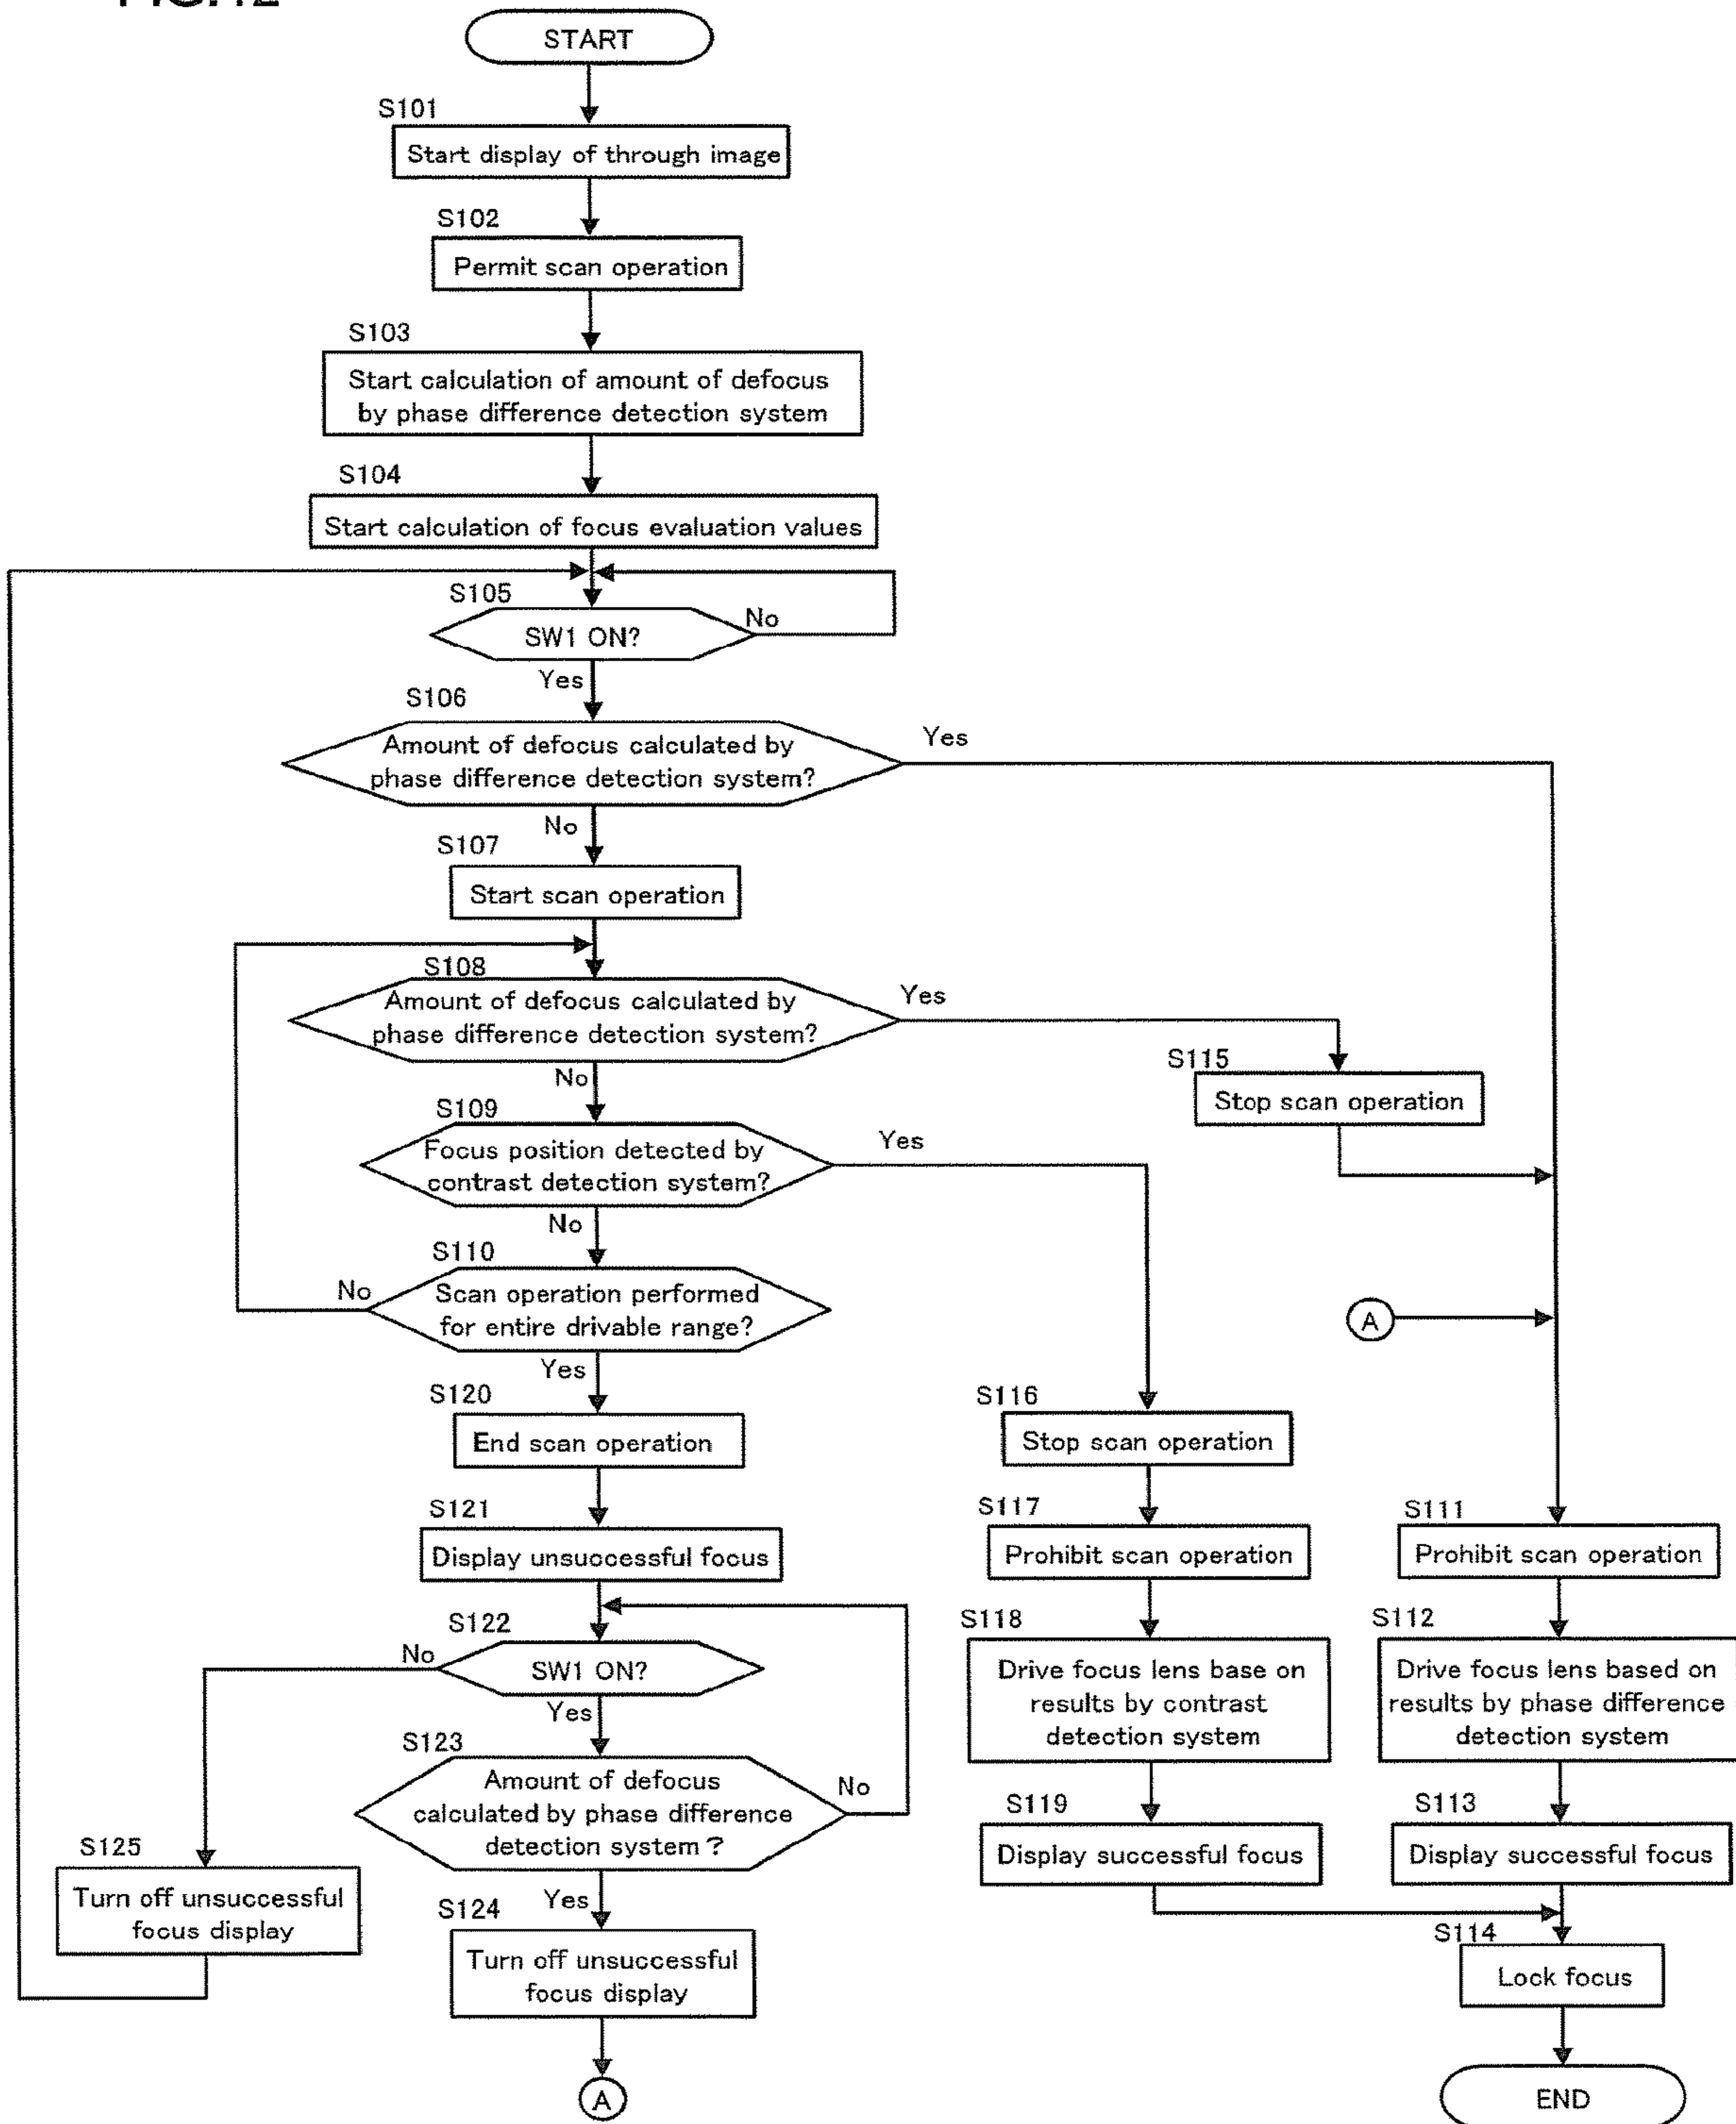 FIG.12
START
S101
Start display of through image
S102
Permit scan operation
S103
Start calculation of amount of defocus
by phase difference detection system
S104
Start calculation of focus evaluation values
S105
SW1 ON?
No
Yes
S106
Amount of defocus calculated by
phase difference detection system?
Yes
No
S107
Start scan operation
S108
Amount of defocus calculated by
phase difference detection system?
Yes
No
S115
Stop scan operation
S109
Focus position detected by
contrast detection system?
Yes
No
S110
Scan operation performed
for entire drivable range?
No
Yes
A
S120
End scan operation
S116
Stop scan operation
S121
Display unsuccessful focus
S117
Prohibit scan operation
S111
Prohibit scan operation
S122
SW1 ON?
No
Yes
S118
Drive focus lens base on
results by contrast
detection system
S112
Drive focus lens based on
results by phase difference
detection system
S123
Amount of defocus
calculated by phase difference
detection system ?
No
Yes
S119
Display successful focus
S113
Display successful focus
S125
Turn off unsuccessful
focus display
S124
Turn off unsuccessful
focus display
S114
Lock focus
A
END